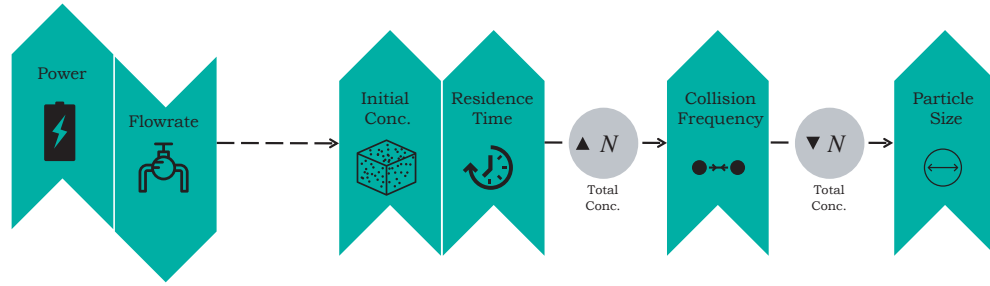 Power
Flowrate
Initial
Conc.
Residence
Time
▲ N
Total
Conc.
Collision
Frequency
▼ N
Total
Conc.
Particle
Size